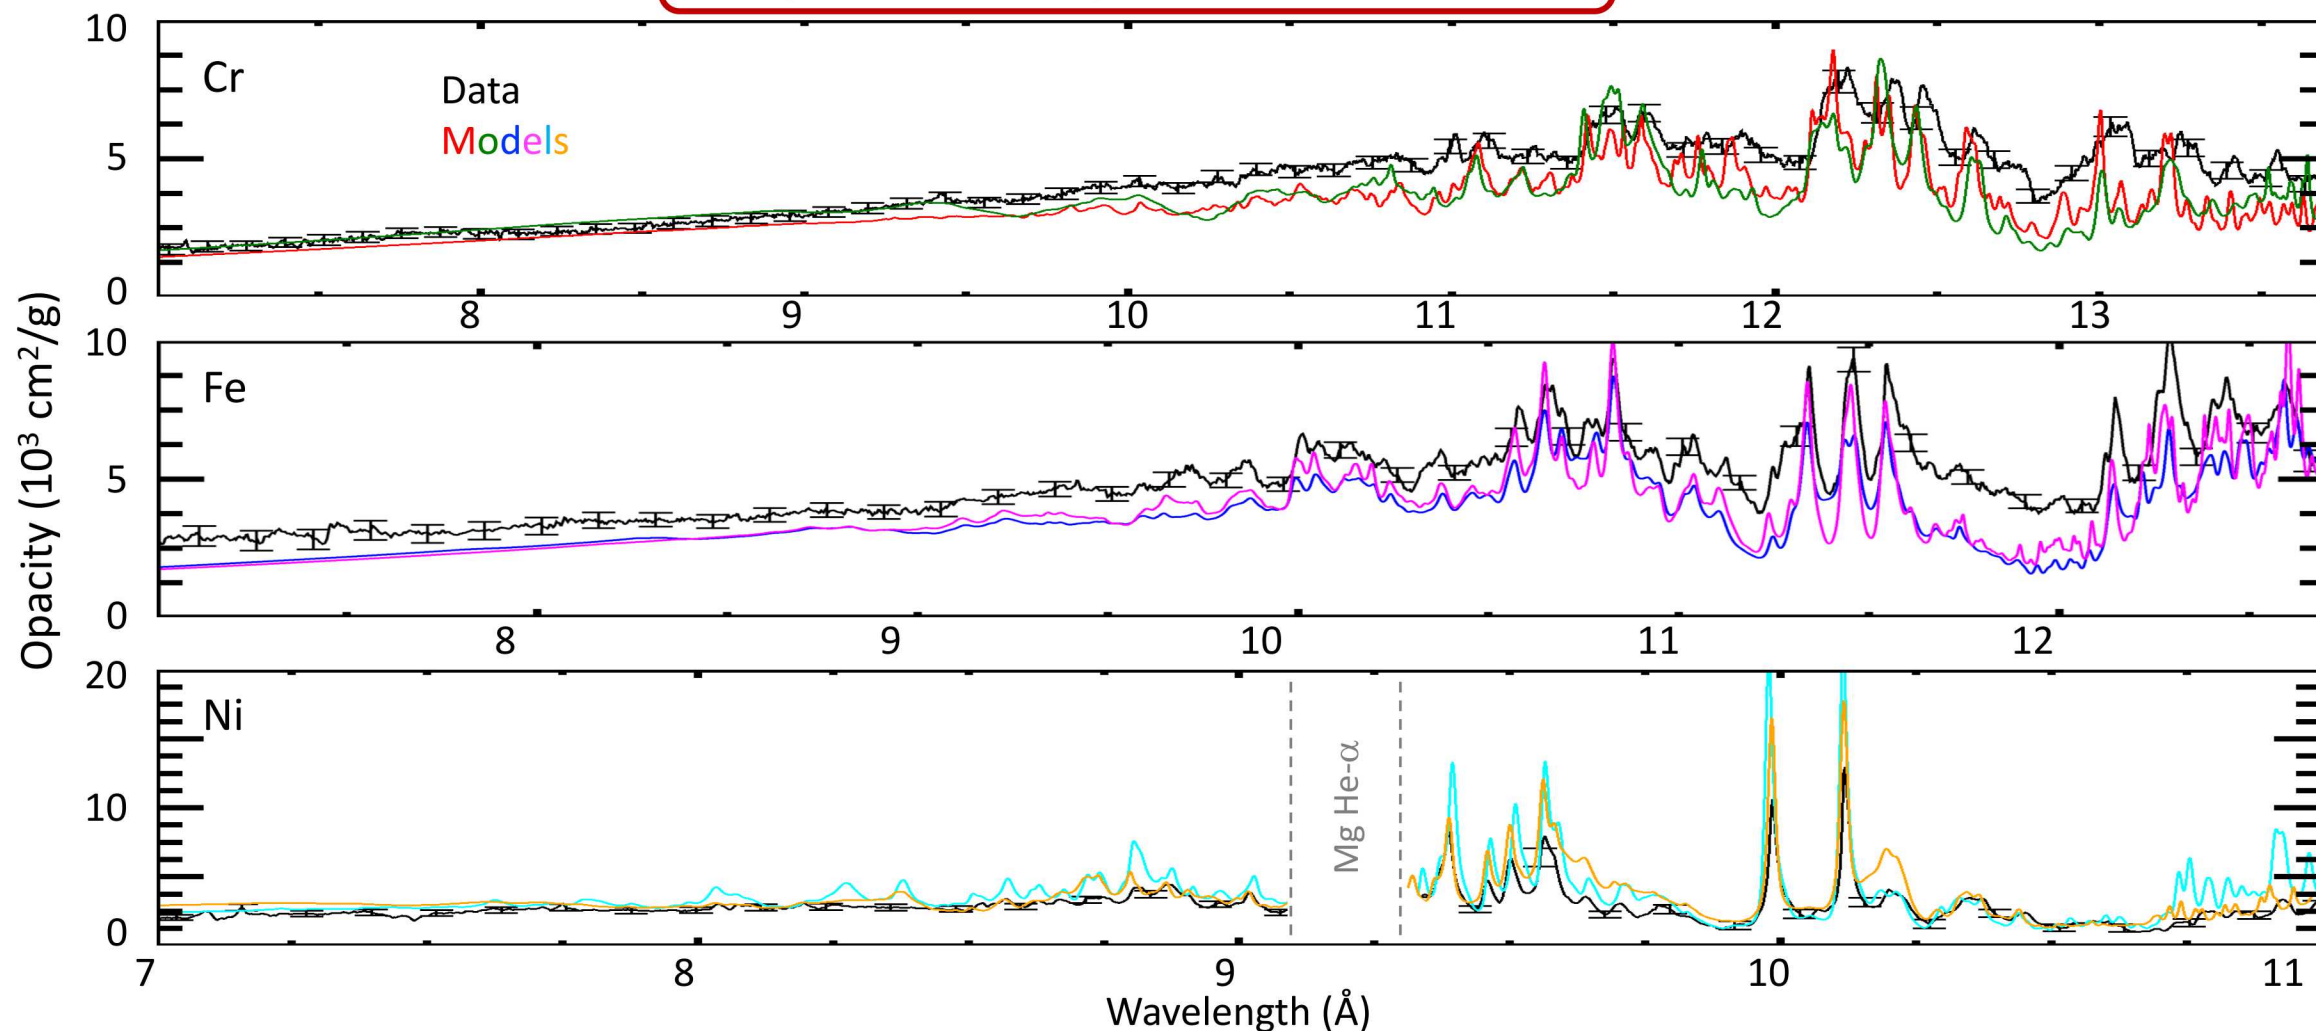 10
Cr
Data
Models
5
0
8 9 10 11 12 13
10
Fe
5
0
8 9 10 11 12
Opacity (10³ cm²/g)
20
Ni
10
Mg He-α
0
7 8 9 10 11
Wavelength (Å)